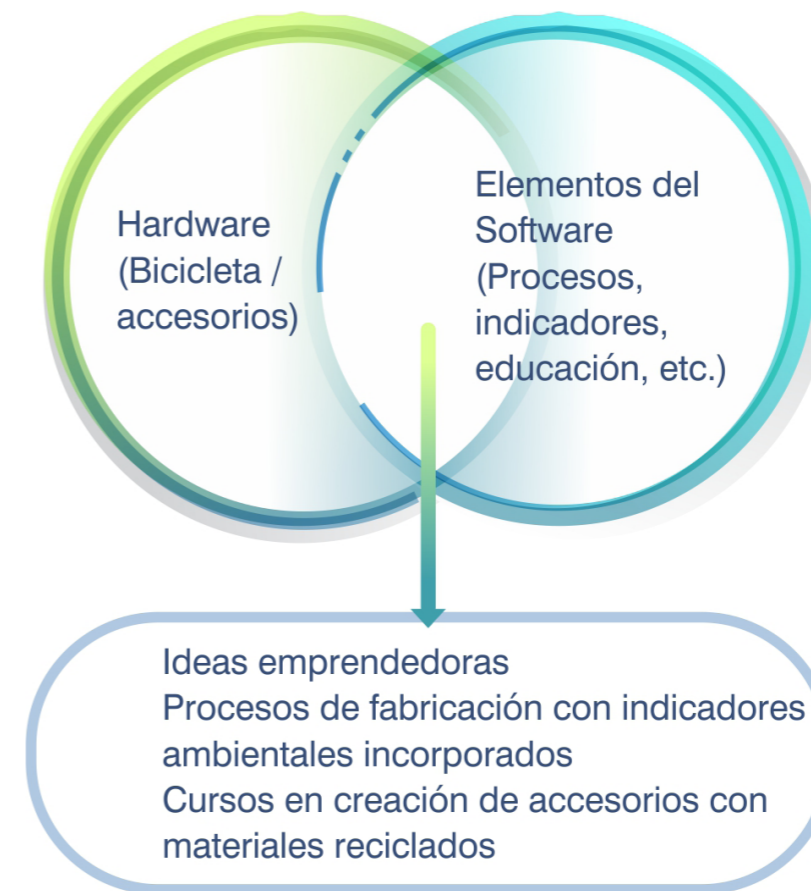 Hardware
(Bicicleta /
accesorios)
Elementos del
Software
(Procesos,
indicadores,
educación, etc.)
Ideas emprendedoras
Procesos de fabricación con indicadores
ambientales incorporados
Cursos en creación de accesorios con
materiales reciclados